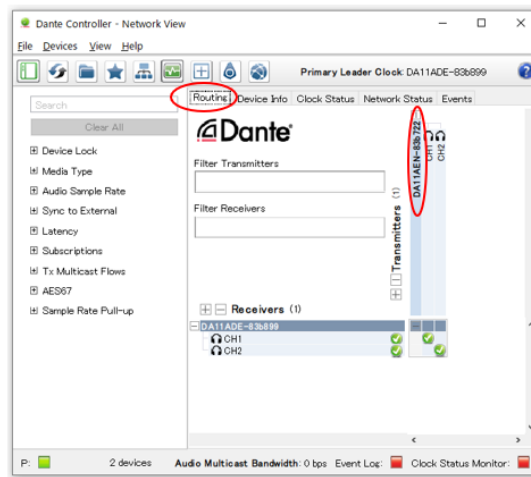 Dante Controller - Network View
File Devices View Help
Primary Leader Clock: DA11ADE-83b899
?
Search
Clear All
Device Lock
Media Type
Audio Sample Rate
Sync to External
Latency
Subscriptions
Tx Multicast Flows
AES67
Sample Rate Pull-up
Routing Device Info Clock Status Network Status Events
Dante
Filter Transmitters
Filter Receivers
Transmitters (1)
DA11AEN-83b722
CH1
CH2
Receivers (1)
DA11ADE-83b899
CH1
CH2
P: 2 devices Audio Multicast Bandwidth: 0 bps Event Log: Clock Status Monitor: